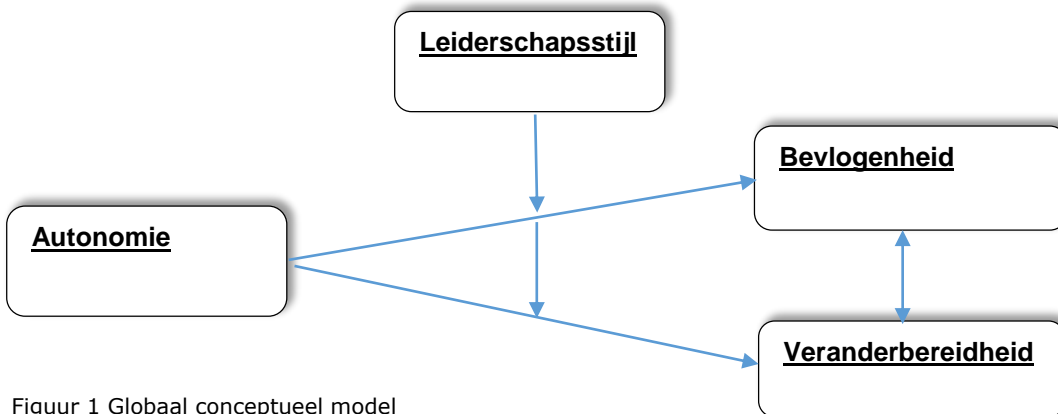 Leiderschapsstijl
Bevlogenheid
Autonomie
Veranderbereidheid
Figuur 1 Globaal conceptueel model